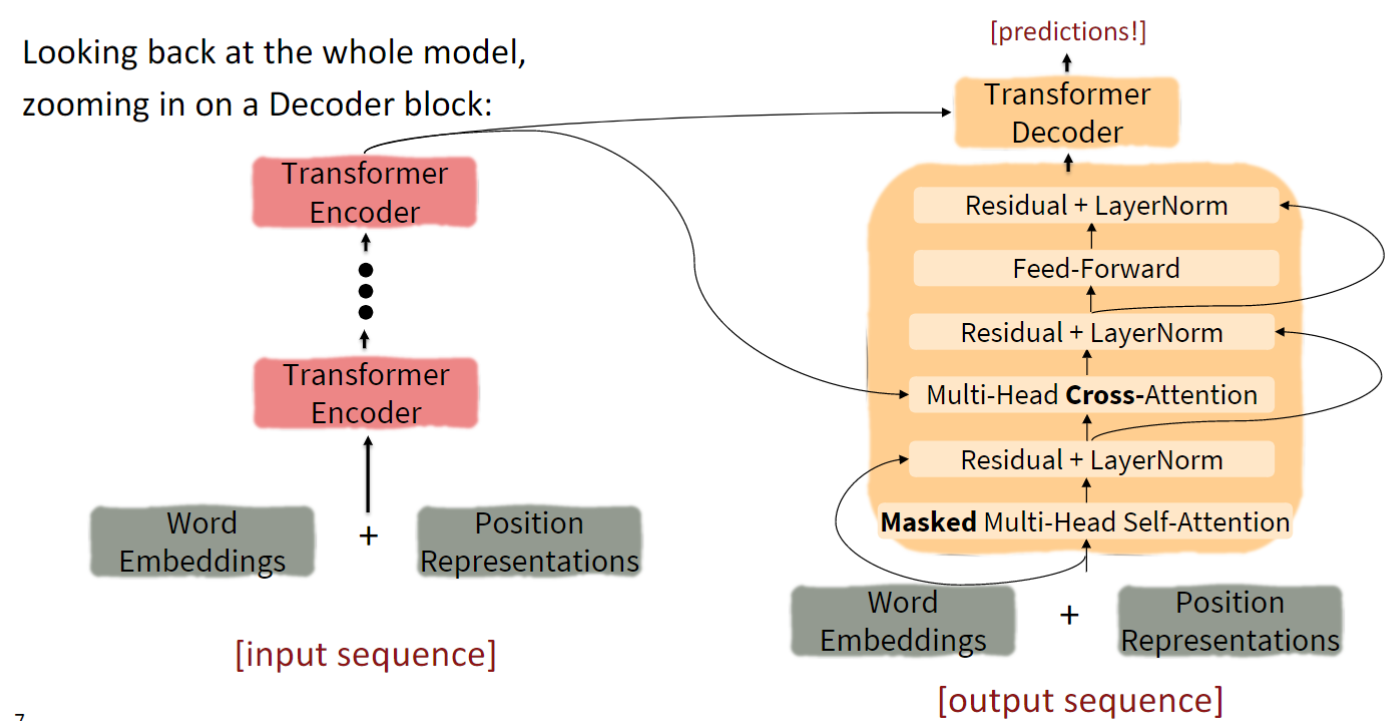 Looking back at the whole model,
zooming in on a Decoder block:
[predictions!]
Transformer
Decoder
Transformer
Encoder
Residual + LayerNorm
Feed-Forward
Residual + LayerNorm
Transformer
Encoder
Multi-Head Cross-Attention
Residual + LayerNorm
Masked Multi-Head Self-Attention
Word
Embeddings
+
Position
Representations
[input sequence]
Word
Embeddings
+
Position
Representations
[output sequence]